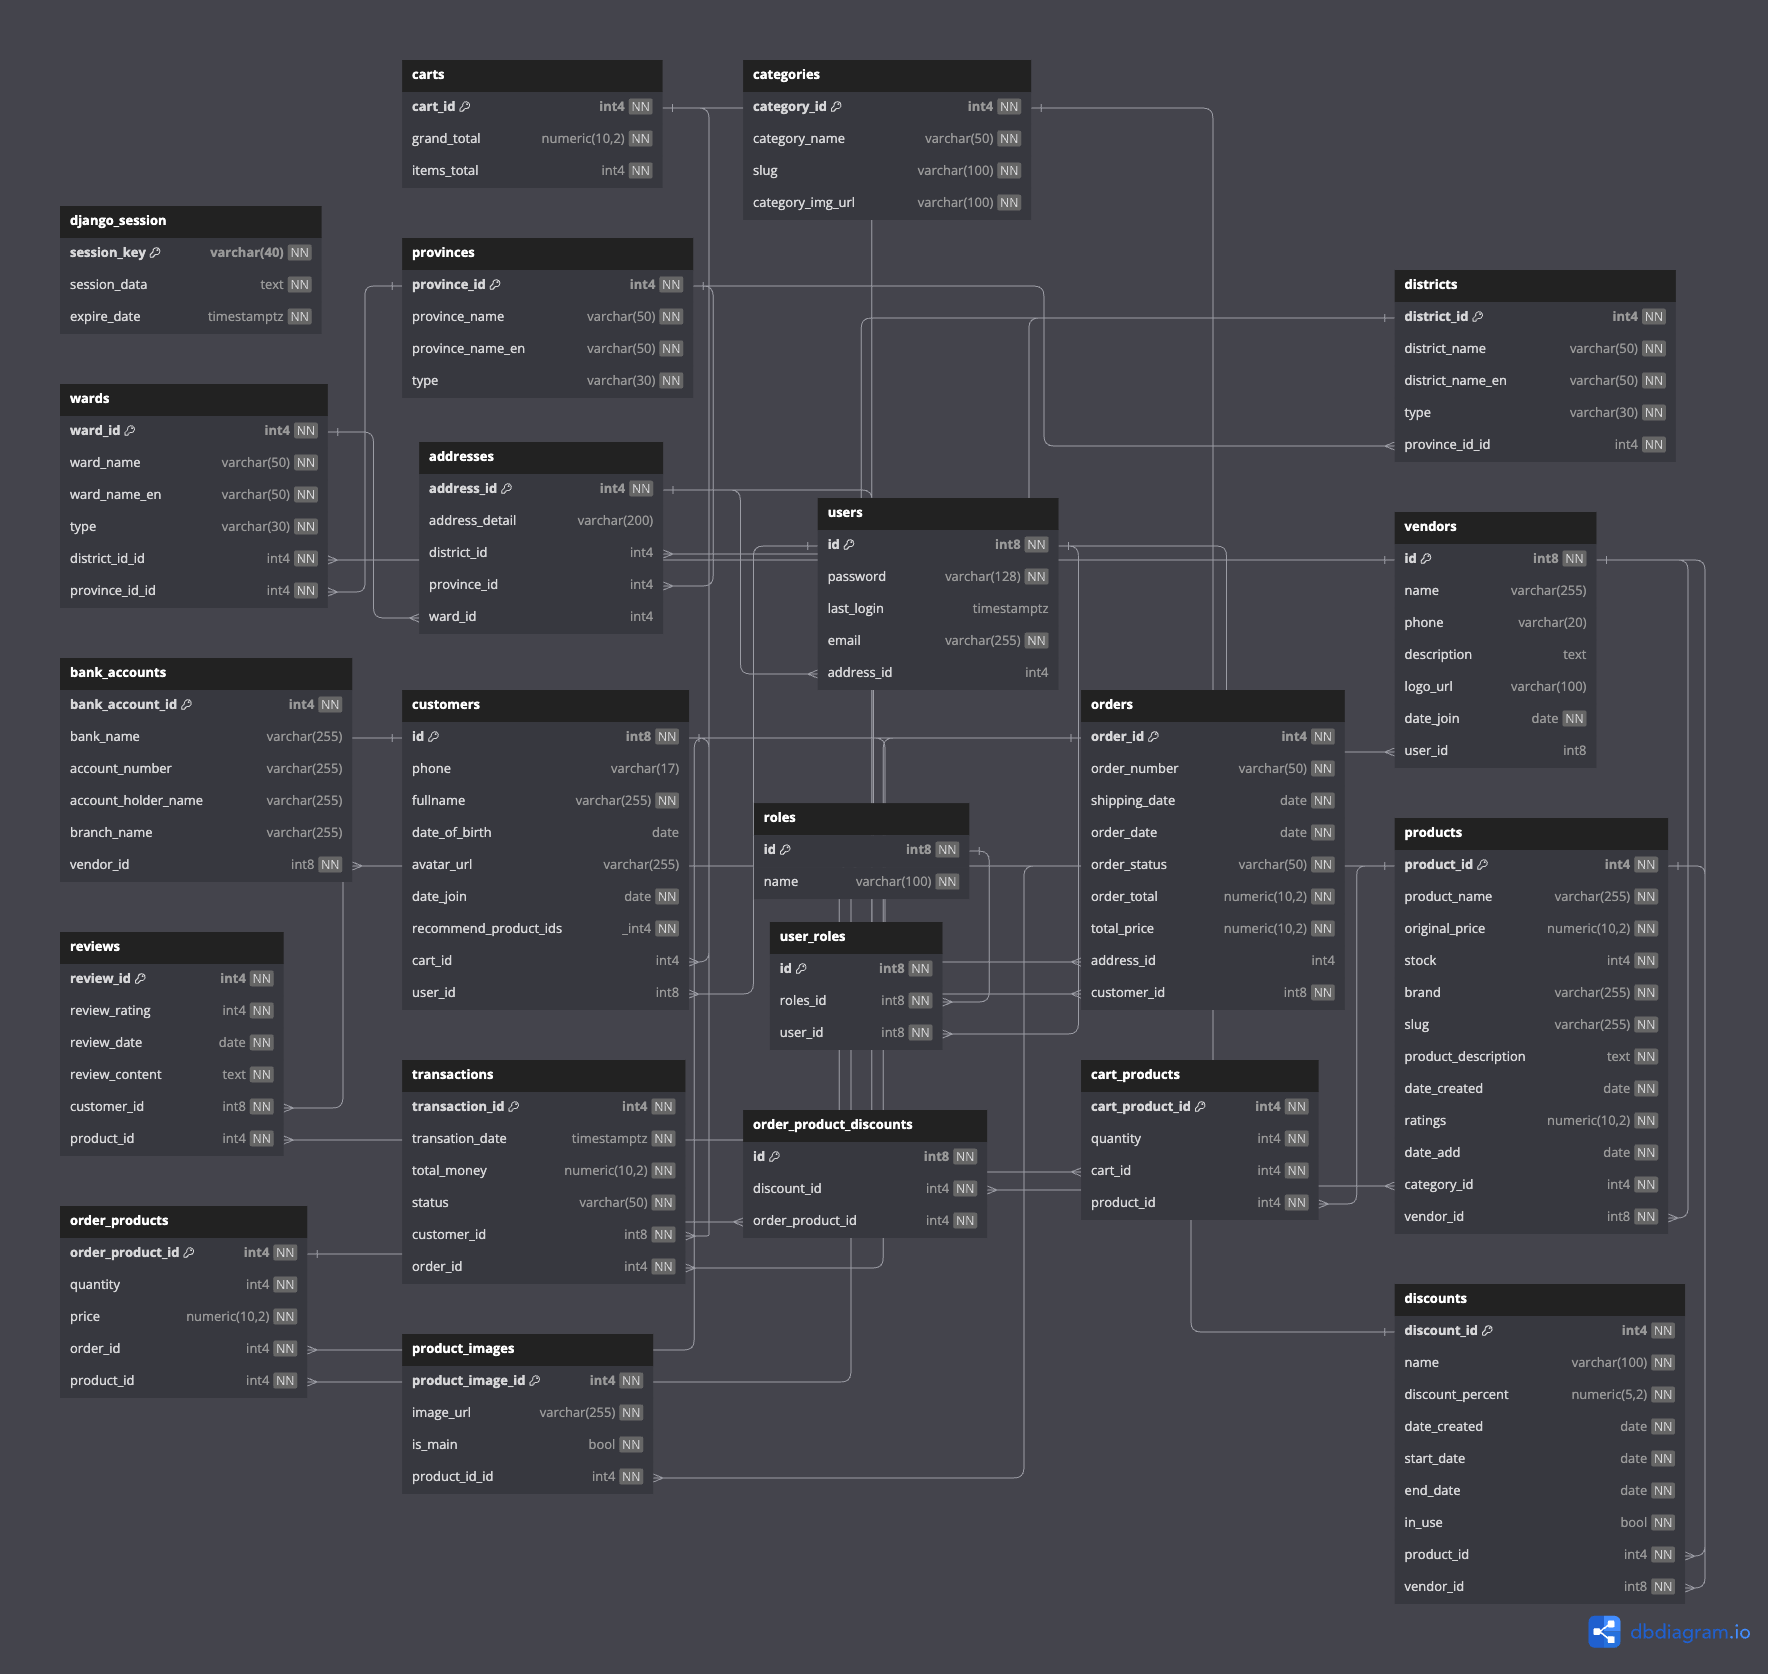 carts
cart_id int4 NN
grand_total numeric(10,2) NN
items_total int4 NN
categories
category_id int4 NN
category_name varchar(50) NN
slug varchar(100) NN
category_img_url varchar(100) NN
django_session
session_key varchar(40) NN
session_data text NN
expire_date timestamptz NN
provinces
province_id int4 NN
province_name varchar(50) NN
province_name_en varchar(50) NN
type varchar(30) NN
districts
district_id int4 NN
district_name varchar(50) NN
district_name_en varchar(50) NN
type varchar(30) NN
province_id_id int4 NN
wards
ward_id int4 NN
ward_name varchar(50) NN
ward_name_en varchar(50) NN
type varchar(30) NN
district_id_id int4 NN
province_id_id int4 NN
addresses
address_id int4 NN
address_detail varchar(200)
district_id int4
province_id int4
ward_id int4
users
id int8 NN
password varchar(128) NN
last_login timestamptz
email varchar(255) NN
address_id int4
vendors
id int8 NN
name varchar(255)
phone varchar(20)
description text
logo_url varchar(100)
date_join date NN
user_id int8
bank_accounts
bank_account_id int4 NN
bank_name varchar(255)
account_number varchar(255)
account_holder_name varchar(255)
branch_name varchar(255)
vendor_id int8 NN
customers
id int8 NN
phone varchar(17)
fullname varchar(255) NN
date_of_birth date
avatar_url varchar(255)
date_join date NN
recommend_product_ids _int4 NN
cart_id int4
user_id int8
orders
order_id int4 NN
order_number varchar(50) NN
shipping_date date NN
order_date date NN
order_status varchar(50) NN
order_total numeric(10,2) NN
total_price numeric(10,2) NN
address_id int4
customer_id int8 NN
roles
id int8 NN
name varchar(100) NN
products
product_id int4 NN
product_name varchar(255) NN
original_price numeric(10,2) NN
stock int4 NN
brand varchar(255) NN
slug varchar(255) NN
product_description text NN
date_created date NN
ratings numeric(10,2) NN
date_add date NN
category_id int4 NN
vendor_id int8 NN
user_roles
id int8 NN
roles_id int8 NN
user_id int8 NN
reviews
review_id int4 NN
review_rating int4 NN
review_date date NN
review_content text NN
customer_id int8 NN
product_id int4 NN
transactions
transaction_id int4 NN
transation_date timestamptz NN
total_money numeric(10,2) NN
status varchar(50) NN
customer_id int8 NN
order_id int4 NN
order_product_discounts
id int8 NN
discount_id int4 NN
order_product_id int4 NN
cart_products
cart_product_id int4 NN
quantity int4 NN
cart_id int4 NN
product_id int4 NN
order_products
order_product_id int4 NN
quantity int4 NN
price numeric(10,2) NN
order_id int4 NN
product_id int4 NN
product_images
product_image_id int4 NN
image_url varchar(255) NN
is_main bool NN
product_id_id int4 NN
discounts
discount_id int4 NN
name varchar(100) NN
discount_percent numeric(5,2) NN
date_created date NN
start_date date NN
end_date date NN
in_use bool NN
product_id int4 NN
vendor_id int8 NN
dbdiagram.io